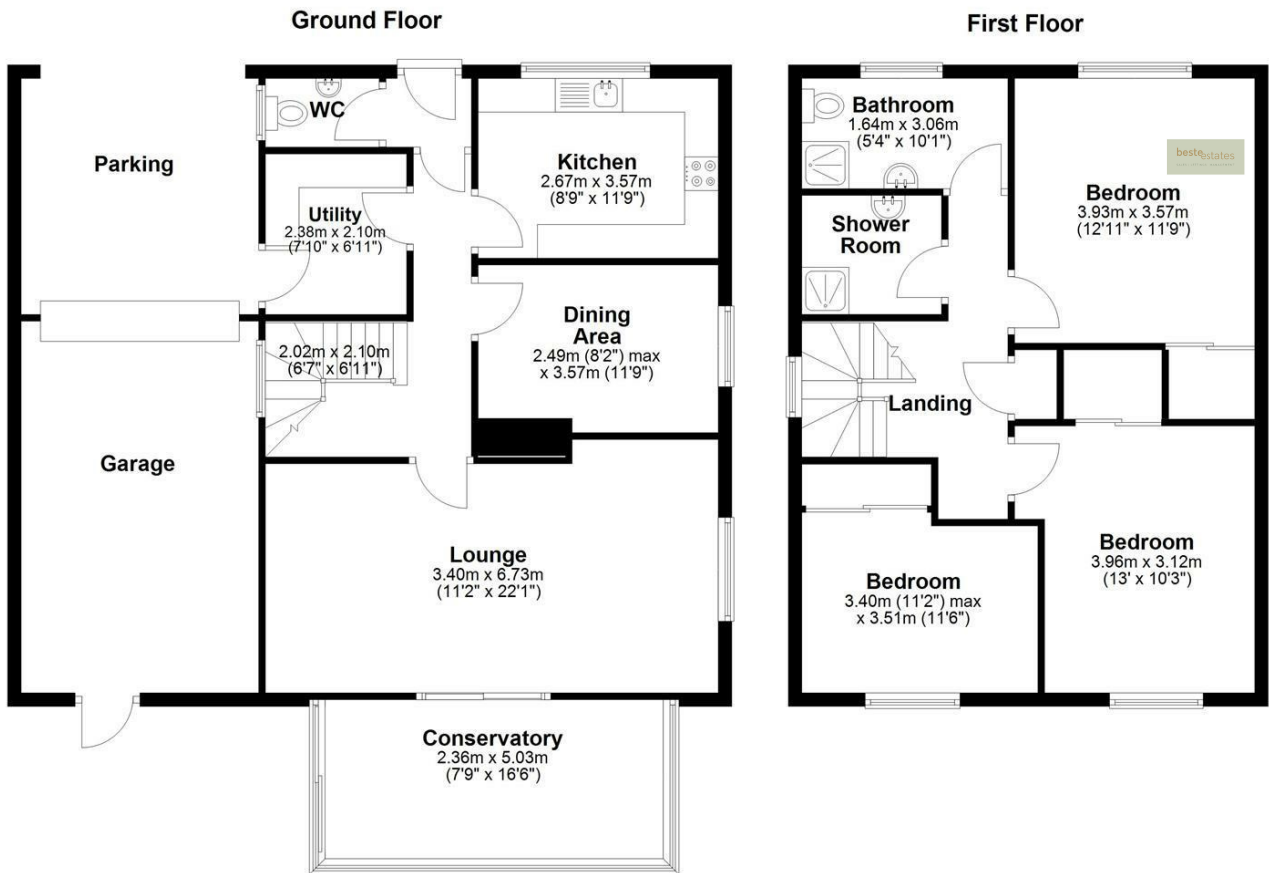 Ground Floor
First Floor
WC
Parking
Kitchen
2.67m x 3.57m
(8'9" x 11'9")
Utility
2.38m x 2.10m
(7'10" x 6'11")
Dining
Area
2.49m (8'2") max
x 3.57m (11'9")
2.02m x 2.10m
(6'7" x 6'11")
Garage
Lounge
3.40m x 6.73m
(11'2" x 22'1")
Conservatory
2.36m x 5.03m
(7'9" x 16'6")
Bathroom
1.64m x 3.06m
(5'4" x 10'1")
beste estates
Bedroom
3.93m x 3.57m
(12'11" x 11'9")
Shower
Room
Landing
Bedroom
3.40m (11'2") max
x 3.51m (11'6")
Bedroom
3.96m x 3.12m
(13' x 10'3")